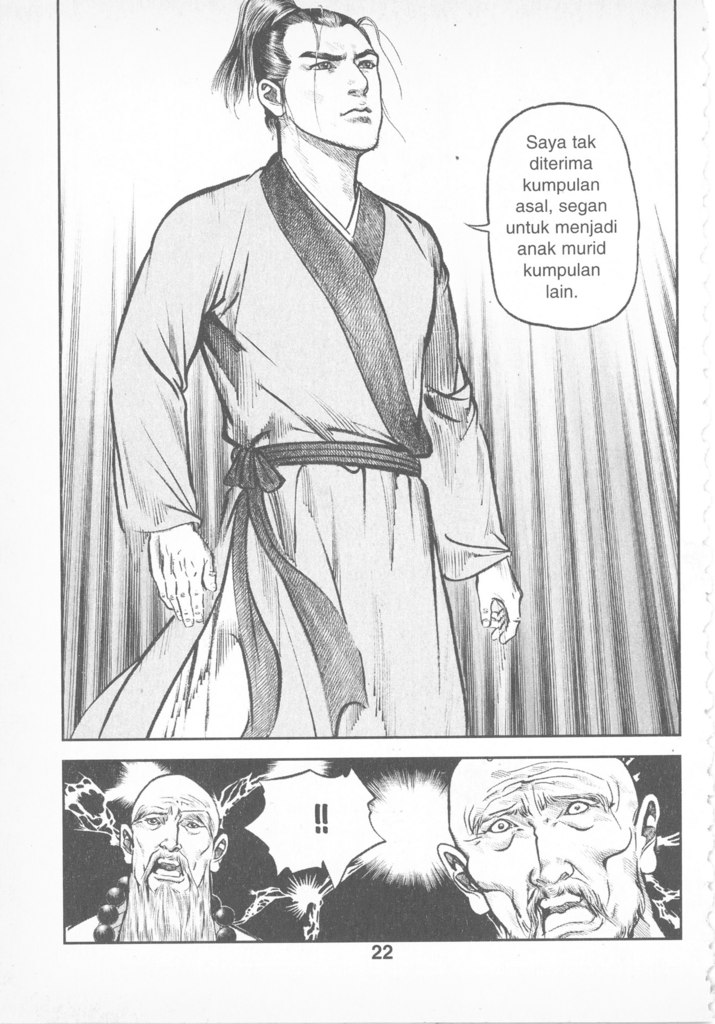 Saya tak
diterima
kumpulan
asal, segan
untuk menjadi
anak murid
kumpulan
lain.
!!
22